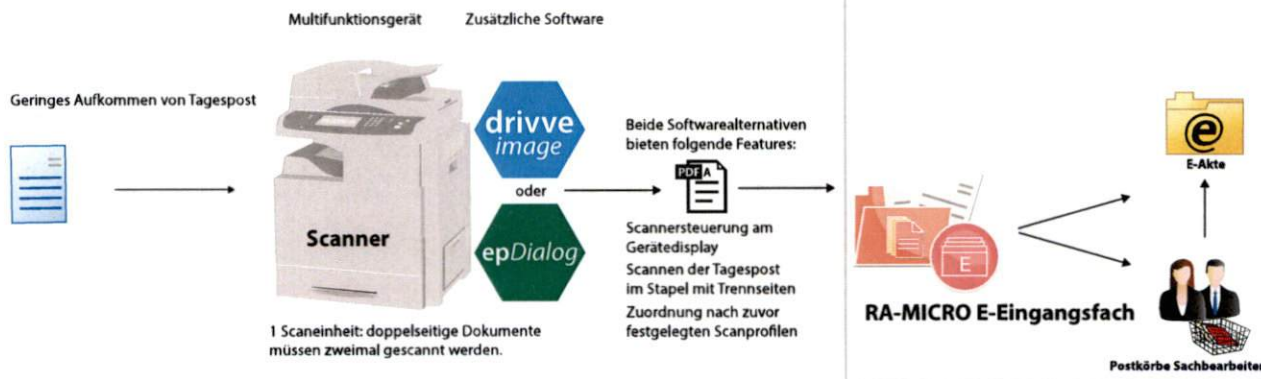 Multifunktionsgerät
Zusätzliche Software
Geringes Aufkommen von Tagespost
Scanner
drivve
image
oder
epDialog
1 Scaneinheit: doppelseitige Dokumente
müssen zweimal gescannt werden.
Beide Softwarealternativen
bieten folgende Features:
PDF A
Scannersteuerung am
Gerätedisplay
Scannen der Tagespost
im Stapel mit Trennseiten
Zuordnung nach zuvor
festgelegten Scanprofilen
E
RA-MICRO E-Eingangsfach
e
E-Akte
Postkörbe Sachbearbeiter